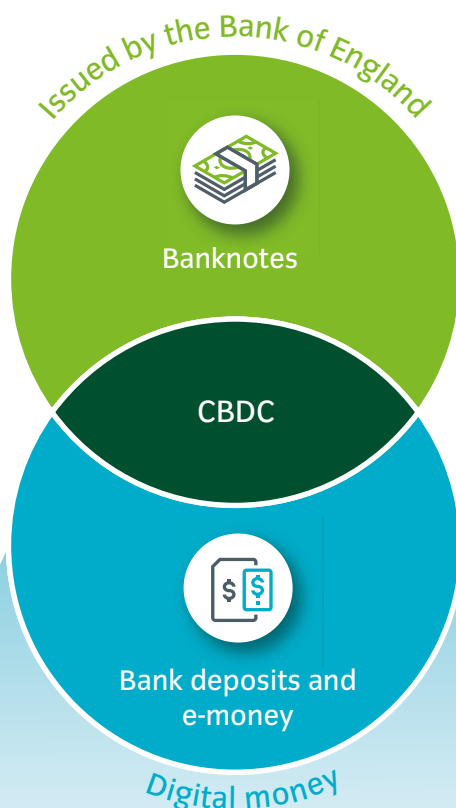 Issued by the Bank of England
Banknotes
CBDC
$ $
Bank deposits and
e-money
Digital money